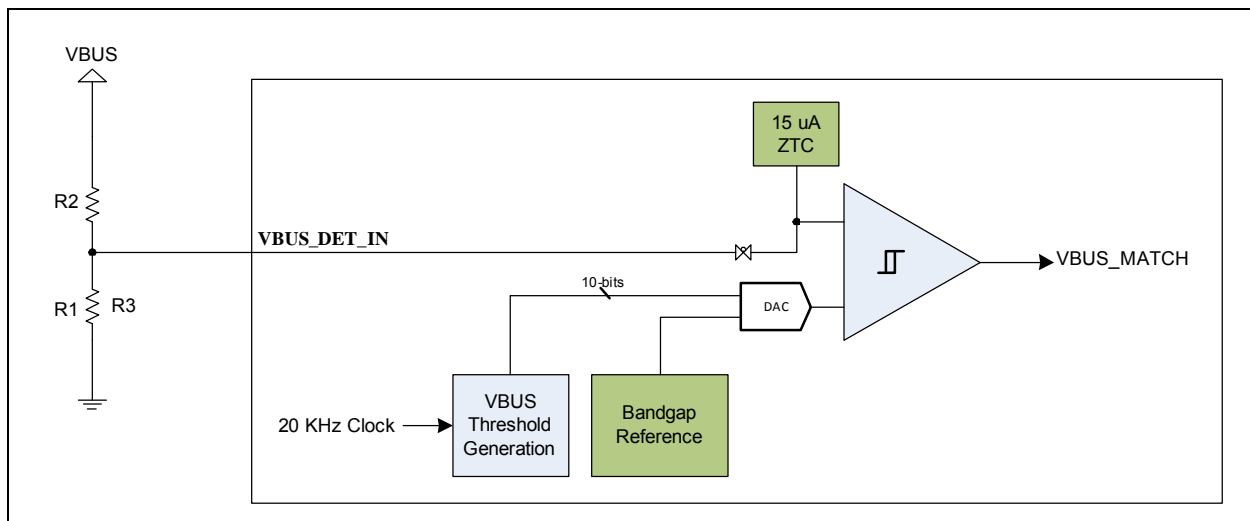 VBUS
15 uA
ZTC
R2
VBUS_DET_IN
VBUS_MATCH
10-bits
R1
R3
DAC
VBUS
Threshold
Generation
Bandgap
Reference
20 KHz Clock